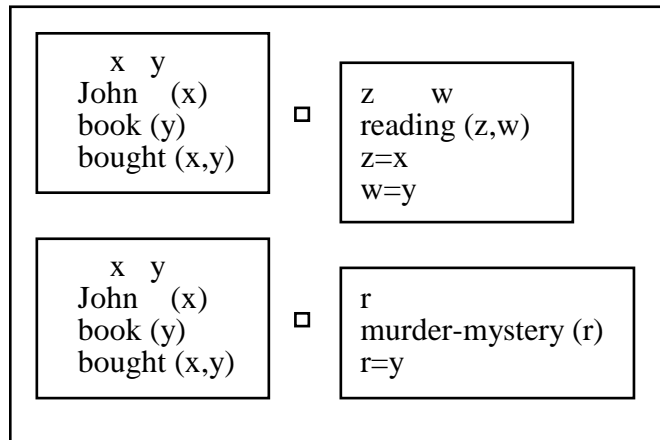 x y
John (x)
book (y)
bought (x,y)
z w
reading (z,w)
z=x
w=y
x y
John (x)
book (y)
bought (x,y)
r
murder-mystery (r)
r=y